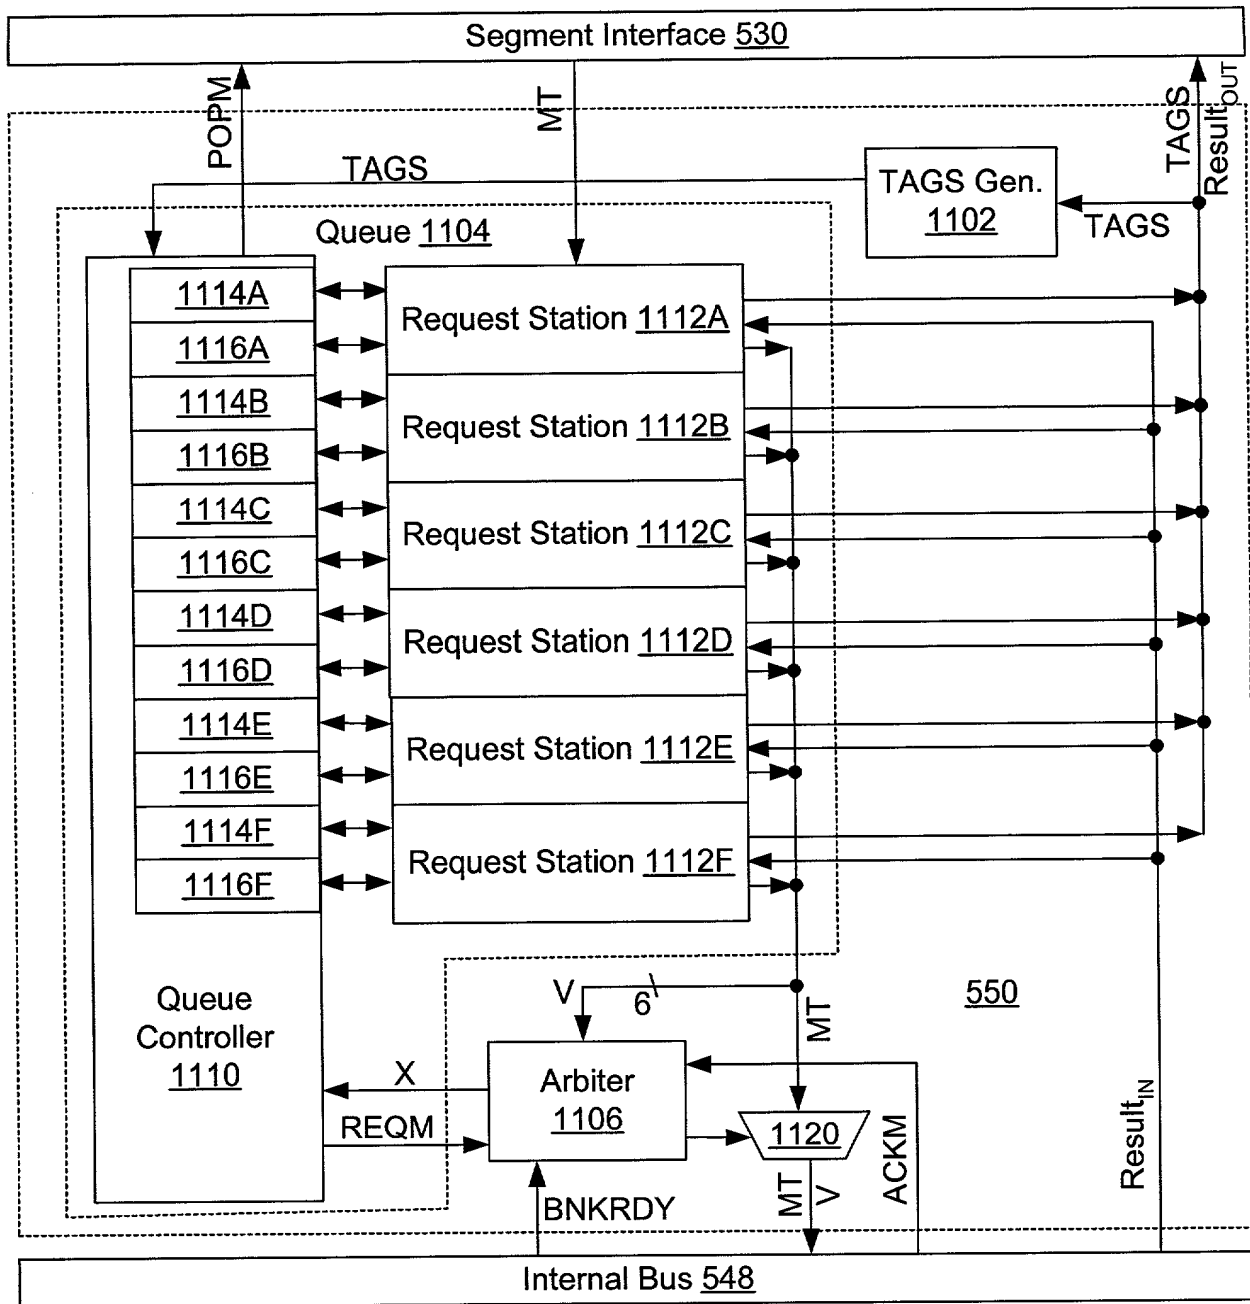 Segment Interface 530
POPM
MT
TAGS
Result_OUT
TAGS
TAGS Gen.
1102
TAGS
Queue 1104
1114A
1116A
1114B
1116B
1114C
1116C
1114D
1116D
1114E
1116E
1114F
1116F
Request Station 1112A
Request Station 1112B
Request Station 1112C
Request Station 1112D
Request Station 1112E
Request Station 1112F
Queue
Controller
1110
V
6
MT
550
X
REQM
Arbiter
1106
1120
ACKM
Result_IN
BNKRDY
MT
V
Internal Bus 548